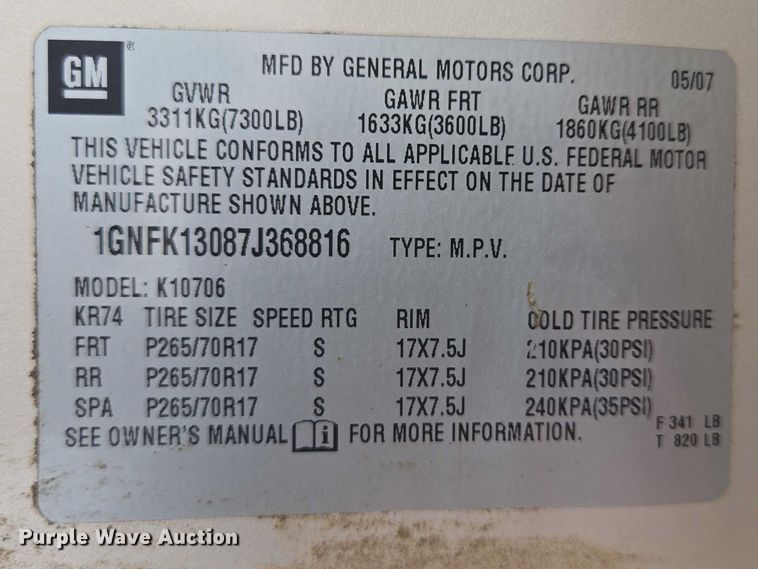 GM ®
MFD BY GENERAL MOTORS CORP. 05/07
GVWR GAWR FRT GAWR RR
3311KG(7300LB) 1633KG(3600LB) 1860KG(4100LB)
THIS VEHICLE CONFORMS TO ALL APPLICABLE U.S. FEDERAL MOTOR
VEHICLE SAFETY STANDARDS IN EFFECT ON THE DATE OF
MANUFACTURE SHOWN ABOVE.
1GNFK13087J368816 TYPE: M.P.V.
MODEL: K10706
KR74 TIRE SIZE SPEED RTG RIM COLD TIRE PRESSURE
FRT P265/70R17 S 17X7.5J 210KPA(30PSI)
RR P265/70R17 S 17X7.5J 210KPA(30PSI)
SPA P265/70R17 S 17X7.5J 240KPA(35PSI)
F 341 LB
SEE OWNER'S MANUAL i FOR MORE INFORMATION.
T 820 LB
Purple Wave Auction